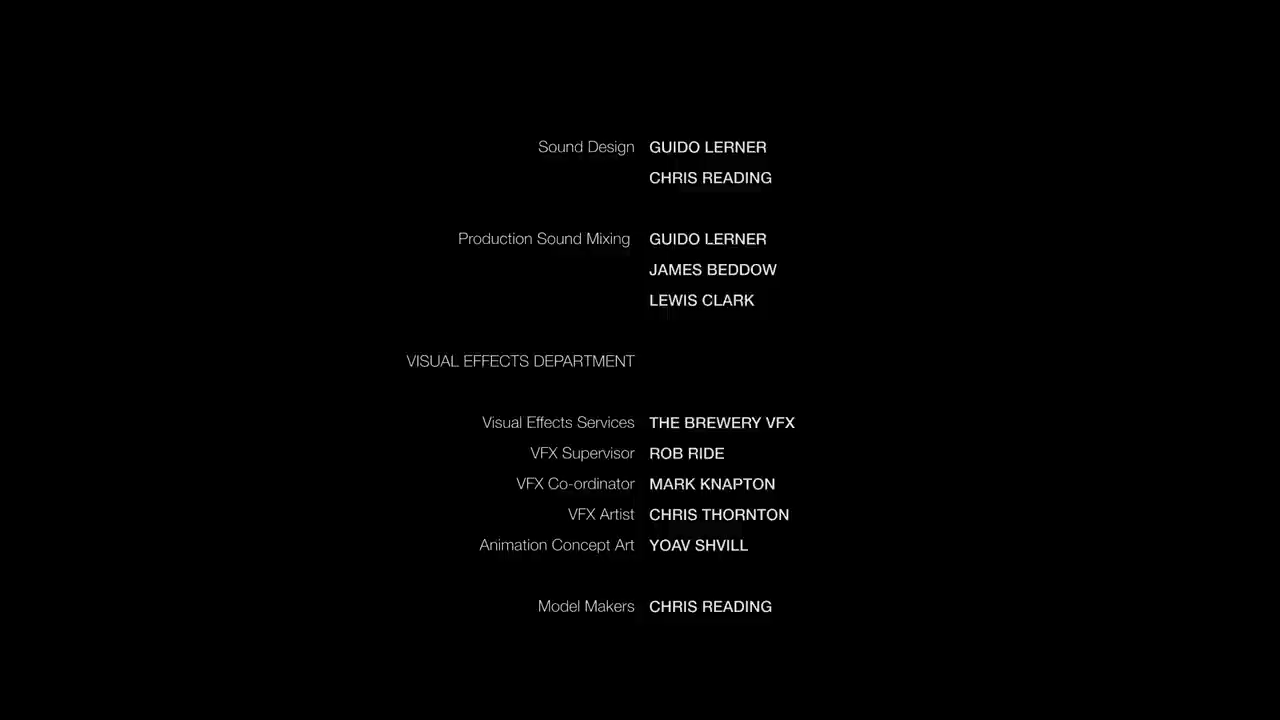 Sound Design GUIDO LERNER
CHRIS READING
Production Sound Mixing GUIDO LERNER
JAMES BEDDOW
LEWIS CLARK
VISUAL EFFECTS DEPARTMENT
Visual Effects Services THE BREWERY VFX
VFX Supervisor ROB RIDE
VFX Co-ordinator MARK KNAPTON
VFX Artist CHRIS THORNTON
Animation Concept Art YOAV SHVILL
Model Makers CHRIS READING